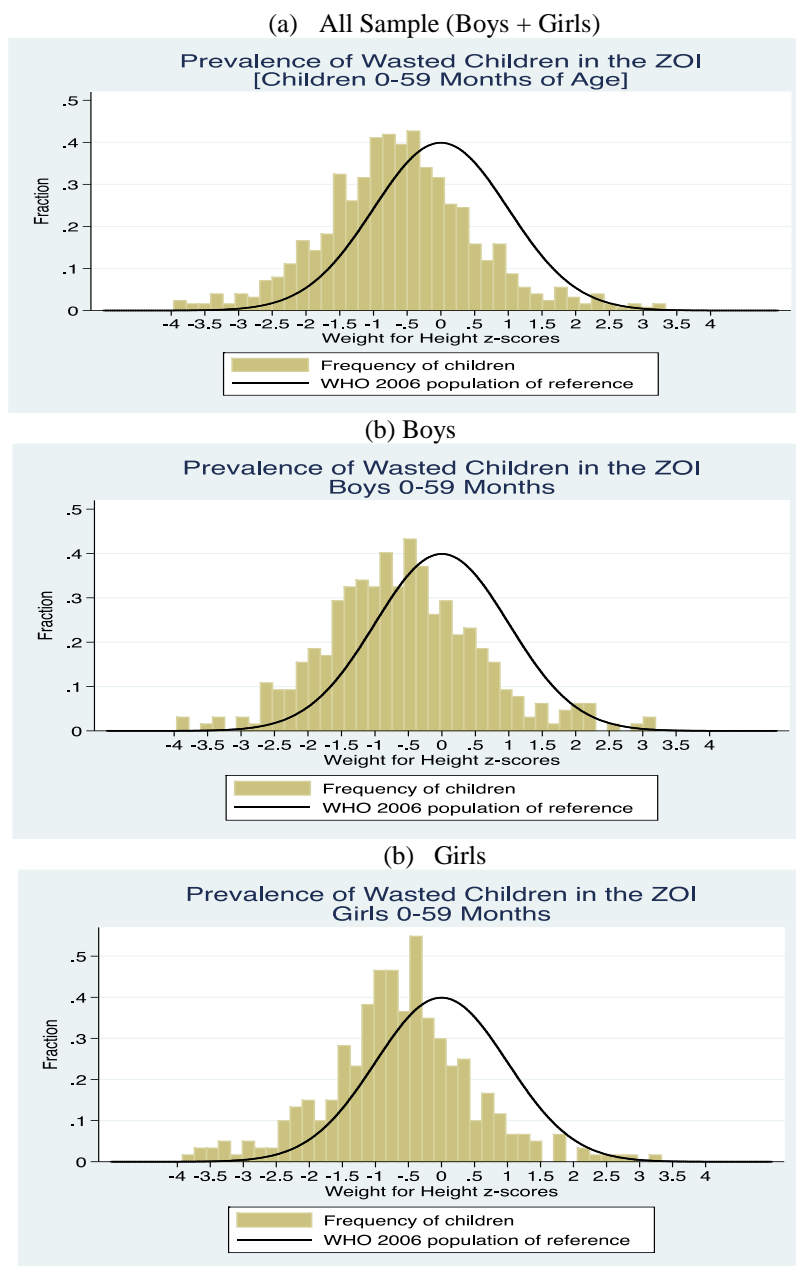 (a) All Sample (Boys + Girls)
Prevalence of Wasted Children in the ZOI
[Children 0-59 Months of Age]
.5
.4
.3
.2
.1
0
Fraction
-4 -3.5 -3 -2.5 -2 -1.5 -1 -.5 0 .5 1 1.5 2 2.5 3 3.5 4
Weight for Height z-scores
Frequency of children
WHO 2006 population of reference
(b) Boys
Prevalence of Wasted Children in the ZOI
Boys 0-59 Months
.5
.4
.3
.2
.1
0
Fraction
-4 -3.5 -3 -2.5 -2 -1.5 -1 -.5 0 .5 1 1.5 2 2.5 3 3.5 4
Weight for Height z-scores
Frequency of children
WHO 2006 population of reference
(b) Girls
Prevalence of Wasted Children in the ZOI
Girls 0-59 Months
.5
.4
.3
.2
.1
0
Fraction
-4 -3.5 -3 -2.5 -2 -1.5 -1 -.5 0 .5 1 1.5 2 2.5 3 3.5 4
Weight for Height z-scores
Frequency of children
WHO 2006 population of reference